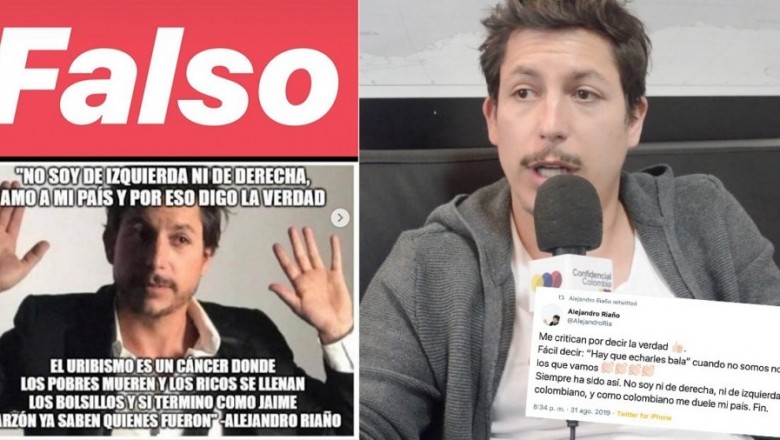 Falso
"NO SOY DE IZQUIERDA NI DE DERECHA,
AMO A MI PAÍS Y POR ESO DIGO LA VERDAD
EL URIBISMO ES UN CÁNCER DONDE
LOS POBRES MUEREN Y LOS RICOS SE LLENAN
LOS BOLSILLOS Y SI TERMINO COMO JAIME
ARZÓN YA SABEN QUIENES FUERON" -ALEJANDRO RIAÑO
Confidencial
Colombia
Alejandro Riaño retwitteó
Alejandro Riaño
@AlejandroRia
Me critican por decir la verdad 👍🏻.
Fácil decir: "Hay que echarles bala" cuando no somos no
los que vamos 👏🏻👏🏻👏🏻👏🏻
Siempre ha sido así. No soy ni de derecha, ni de izquierda
colombiano, y como colombiano me duele mi país. Fin.
8:34 p. m. · 31 ago. 2019 · Twitter for iPhone